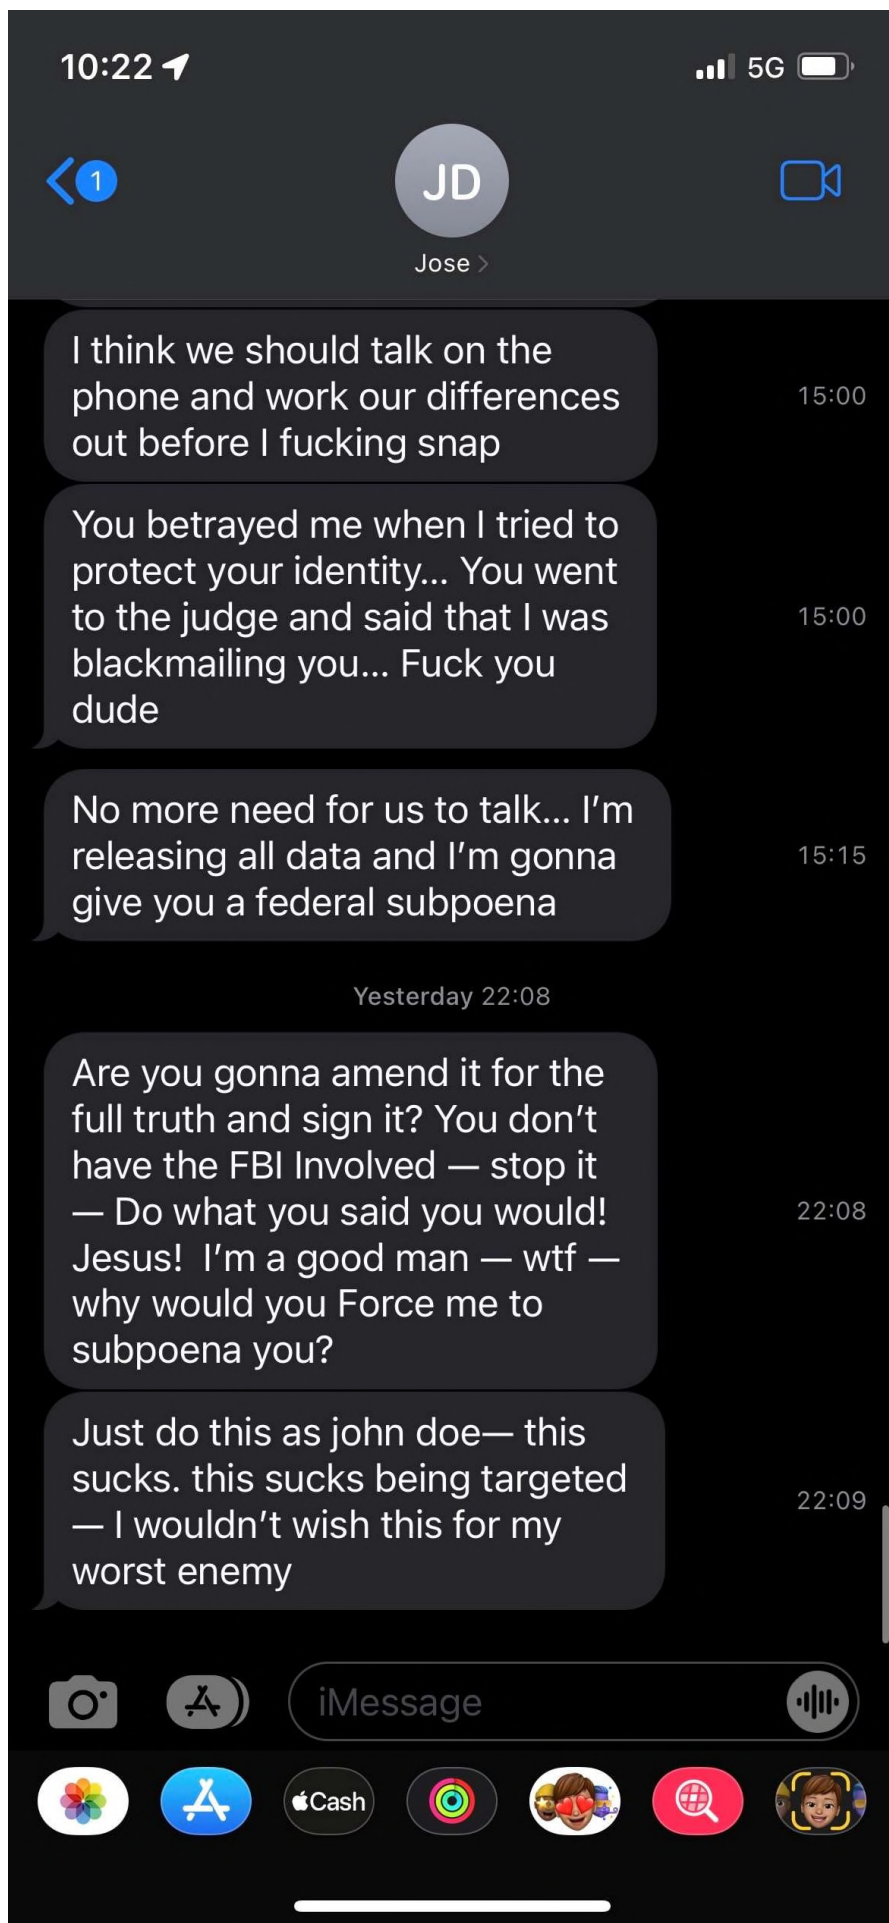 10:22
5G
1
JD
Jose
I think we should talk on the
phone and work our differences
out before I fucking snap
15:00
You betrayed me when I tried to
protect your identity... You went
to the judge and said that I was
blackmailing you... Fuck you
dude
15:00
No more need for us to talk... I'm
releasing all data and I'm gonna
give you a federal subpoena
15:15
Yesterday 22:08
Are you gonna amend it for the
full truth and sign it? You don't
have the FBI Involved — stop it
— Do what you said you would!
Jesus!  I'm a good man — wtf —
why would you Force me to
subpoena you?
22:08
Just do this as john doe— this
sucks. this sucks being targeted
— I wouldn't wish this for my
worst enemy
22:09
iMessage
Cash